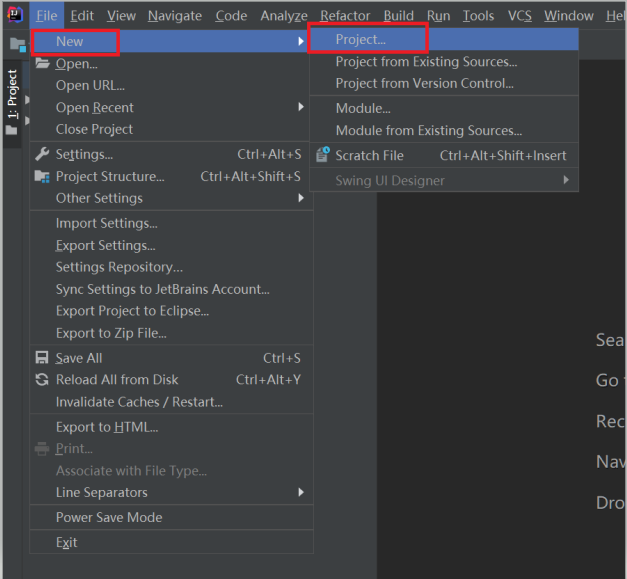 File Edit View Navigate Code Analyze Refactor Build Run Tools VCS Window Hel
New
Project...
Open...
Project from Existing Sources...
Open URL...
Project from Version Control...
Open Recent
Module...
Close Project
Module from Existing Sources...
Settings... Ctrl+Alt+S
Scratch File Ctrl+Alt+Shift+Insert
Project Structure... Ctrl+Alt+Shift+S
Swing UI Designer
Other Settings
Import Settings...
Export Settings...
Settings Repository...
Sync Settings to JetBrains Account...
Export Project to Eclipse...
Export to Zip File...
Save All Ctrl+S
Reload All from Disk Ctrl+Alt+Y
Invalidate Caches / Restart...
Export to HTML...
Print...
Associate with File Type...
Line Separators
Power Save Mode
Exit
1: Project
IJ
Sea
Go
Rec
Nav
Dro